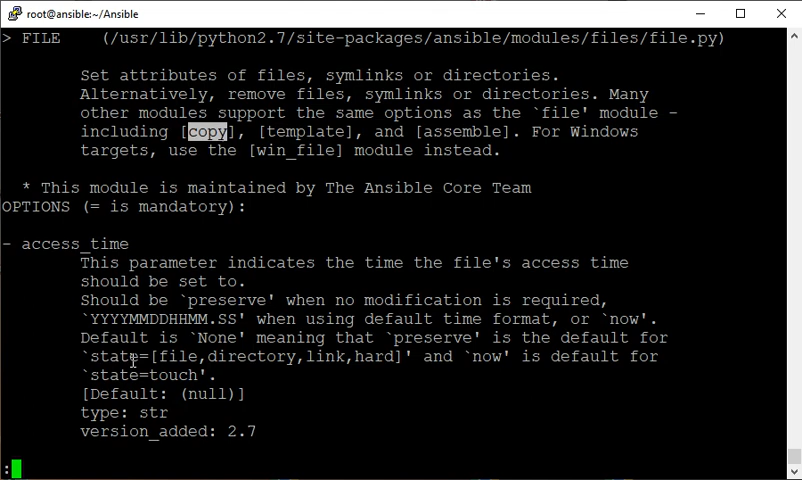 root@ansible:~/Ansible
> FILE    (/usr/lib/python2.7/site-packages/ansible/modules/files/file.py)
Set attributes of files, symlinks or directories.
Alternatively, remove files, symlinks or directories. Many
other modules support the same options as the `file' module -
including [copy], [template], and [assemble]. For Windows
targets, use the [win_file] module instead.
* This module is maintained by The Ansible Core Team
OPTIONS (= is mandatory):
- access_time
This parameter indicates the time the file's access time
should be set to.
Should be `preserve' when no modification is required,
`YYYYMMDDHHMM.SS' when using default time format, or `now'.
Default is `None' meaning that `preserve' is the default for
`state=[file,directory,link,hard]' and `now' is default for
`state=touch'.
[Default: (null)]
type: str
version_added: 2.7
: